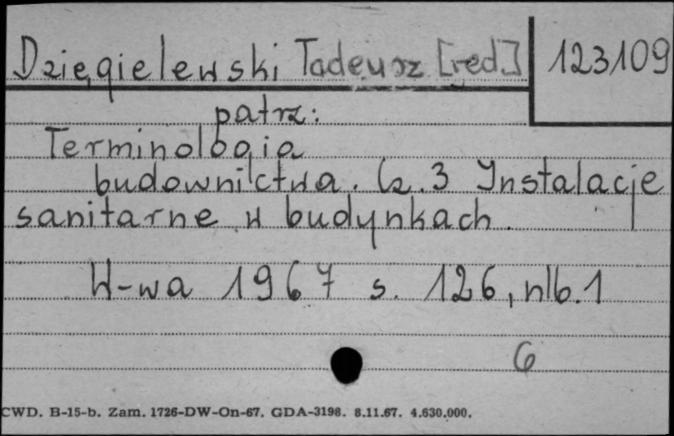 Dzięgielewski Tadeusz [red.] 123109
patrz:
Terminologia
budownictwa. Cz. 3 Instalacje
sanitarne w budynkach.
W-wa 1967 s. 126, nlb. 1
6
CWD. B-15-b. Zam. 1726-DW-On-67. GDA-3198. 8.11.67. 4.630.000.